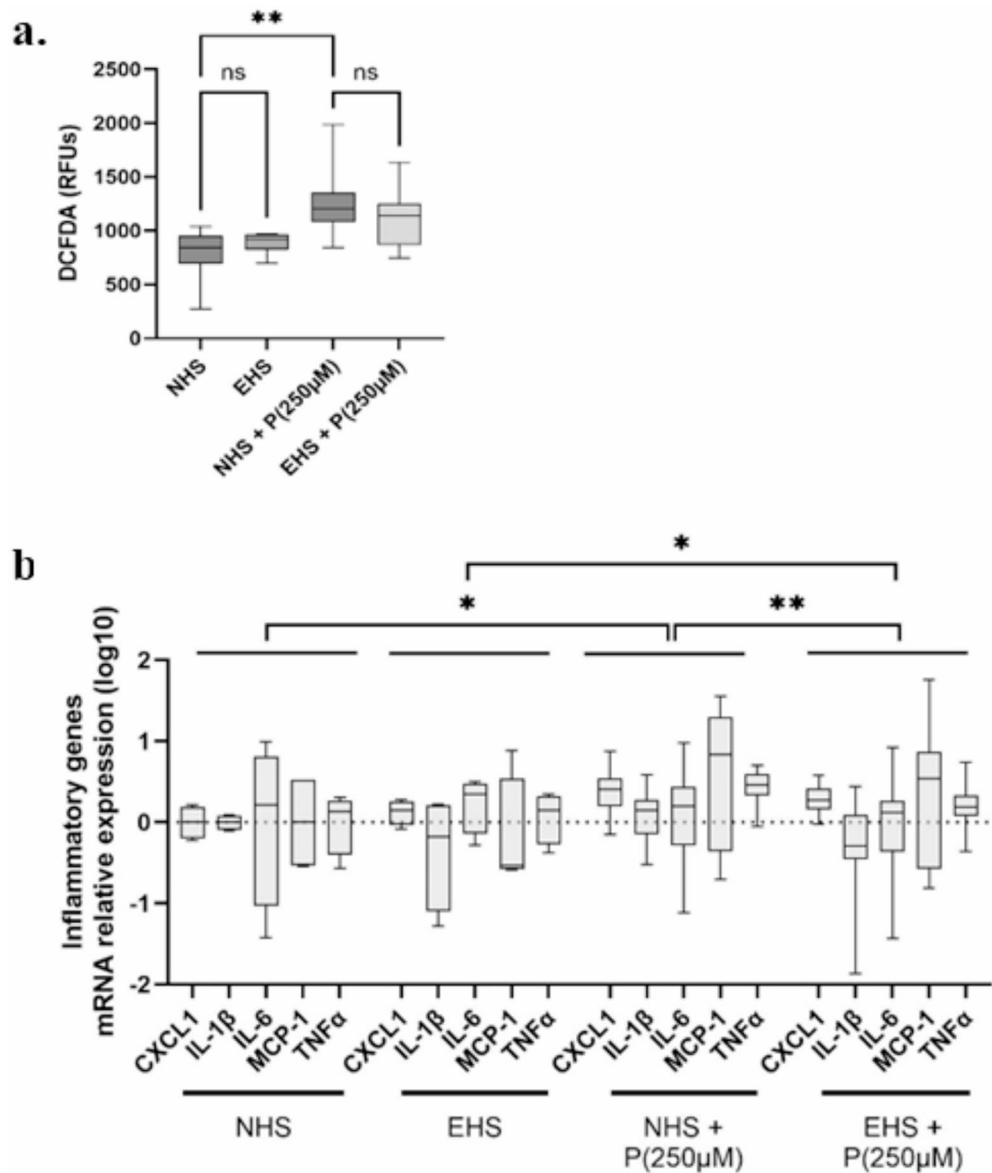 a.
**
ns
ns
2500
2000
1500
1000
500
0
DCFDA (RFUs)
NHS
EHS
NHS + P(250µM)
EHS + P(250µM)
b
*
*
**
2
1
0
-1
-2
Inflammatory genes
mRNA relative expression (log10)
CXCL1 IL-1β IL-6 MCP-1 TNFα CXCL1 IL-1β IL-6 MCP-1 TNFα CXCL1 IL-1β IL-6 MCP-1 TNFα CXCL1 IL-1β IL-6 MCP-1 TNFα
NHS EHS NHS + EHS +
P(250µM) P(250µM)